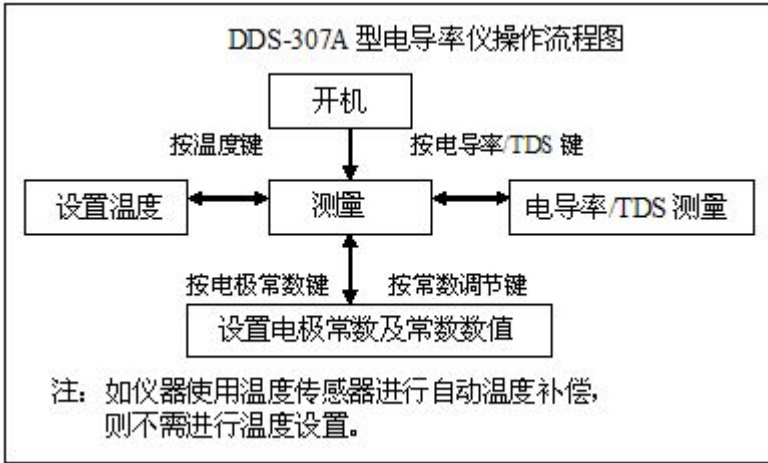 DDS-307A 型电导率仪操作流程图
开机
按温度键
按电导率/TDS 键
设置温度
测量
电导率/TDS 测量
按电极常数键
按常数调节键
设置电极常数及常数数值
注：如仪器使用温度传感器进行自动温度补偿，
则不需进行温度设置。